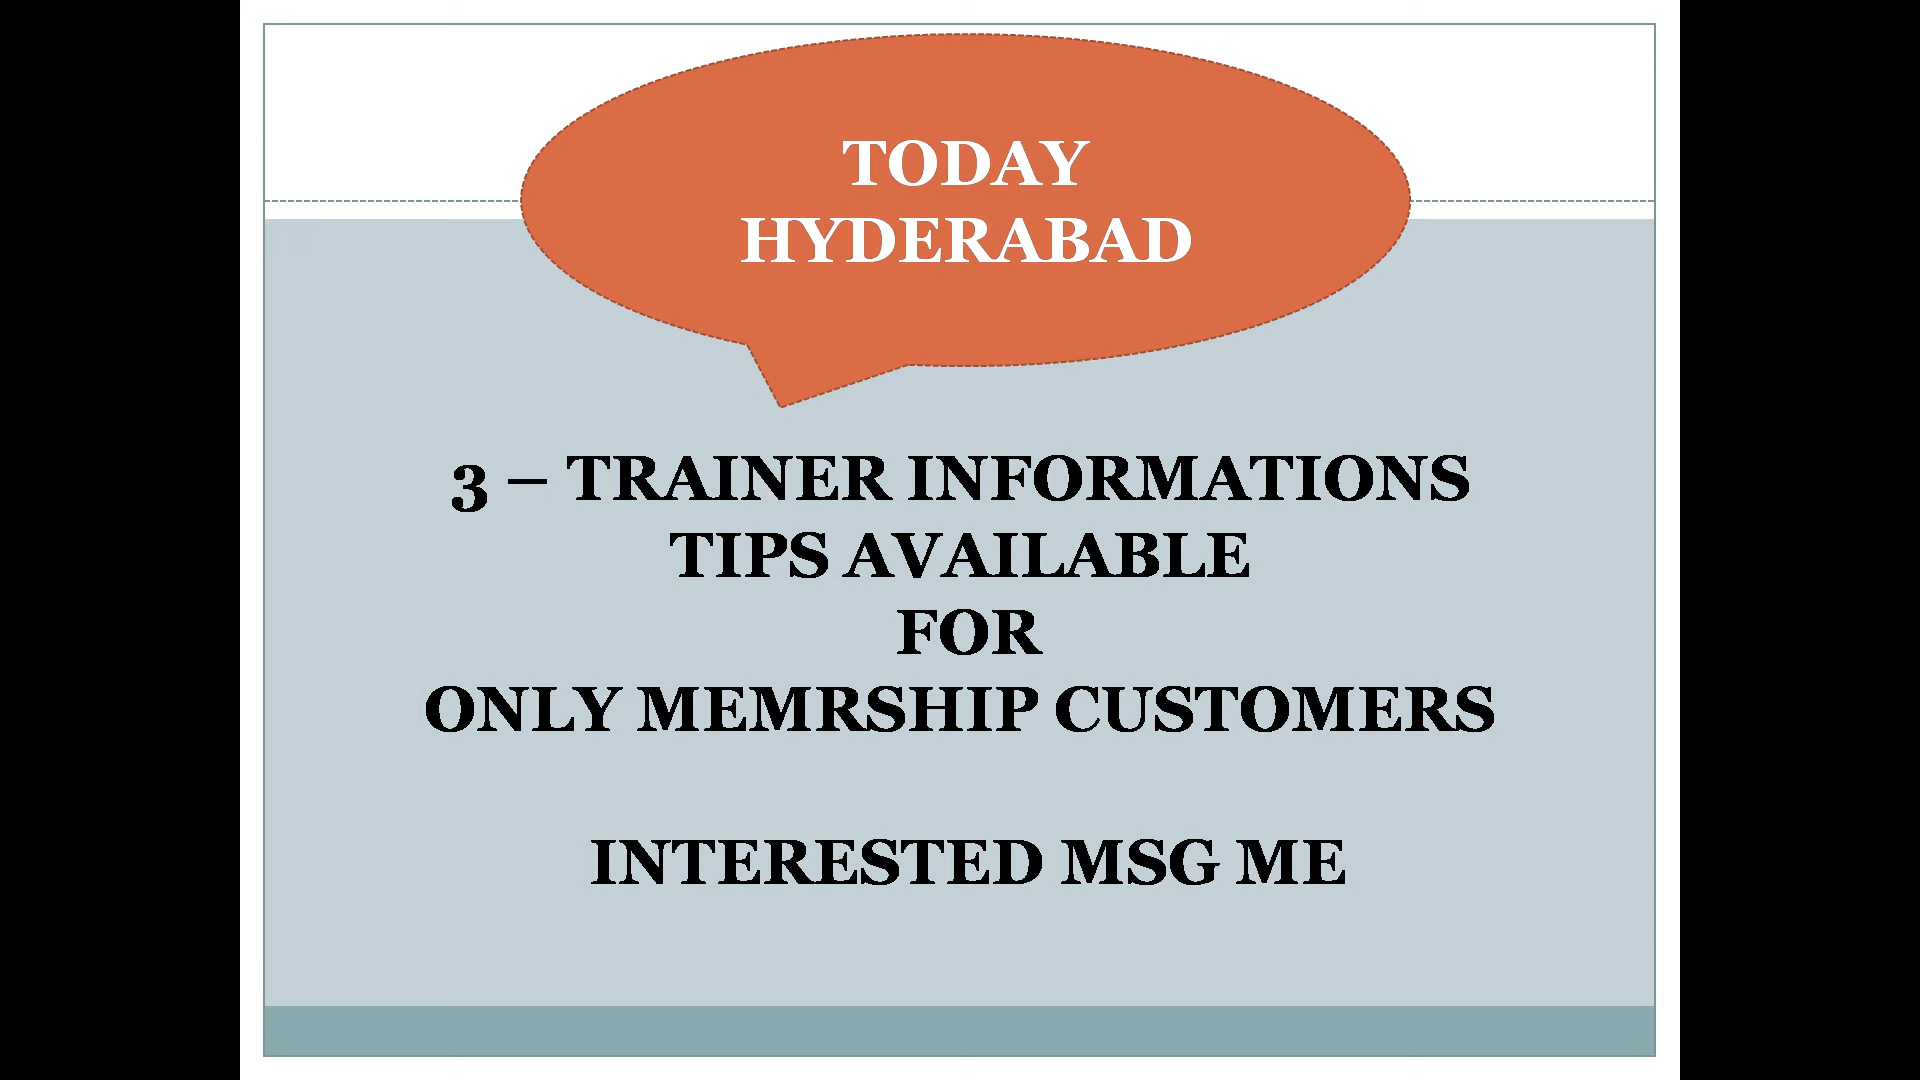 TODAY
HYDERABAD
3 – TRAINER INFORMATIONS
TIPS AVAILABLE
FOR
ONLY MEMRSHIP CUSTOMERS
INTERESTED MSG ME